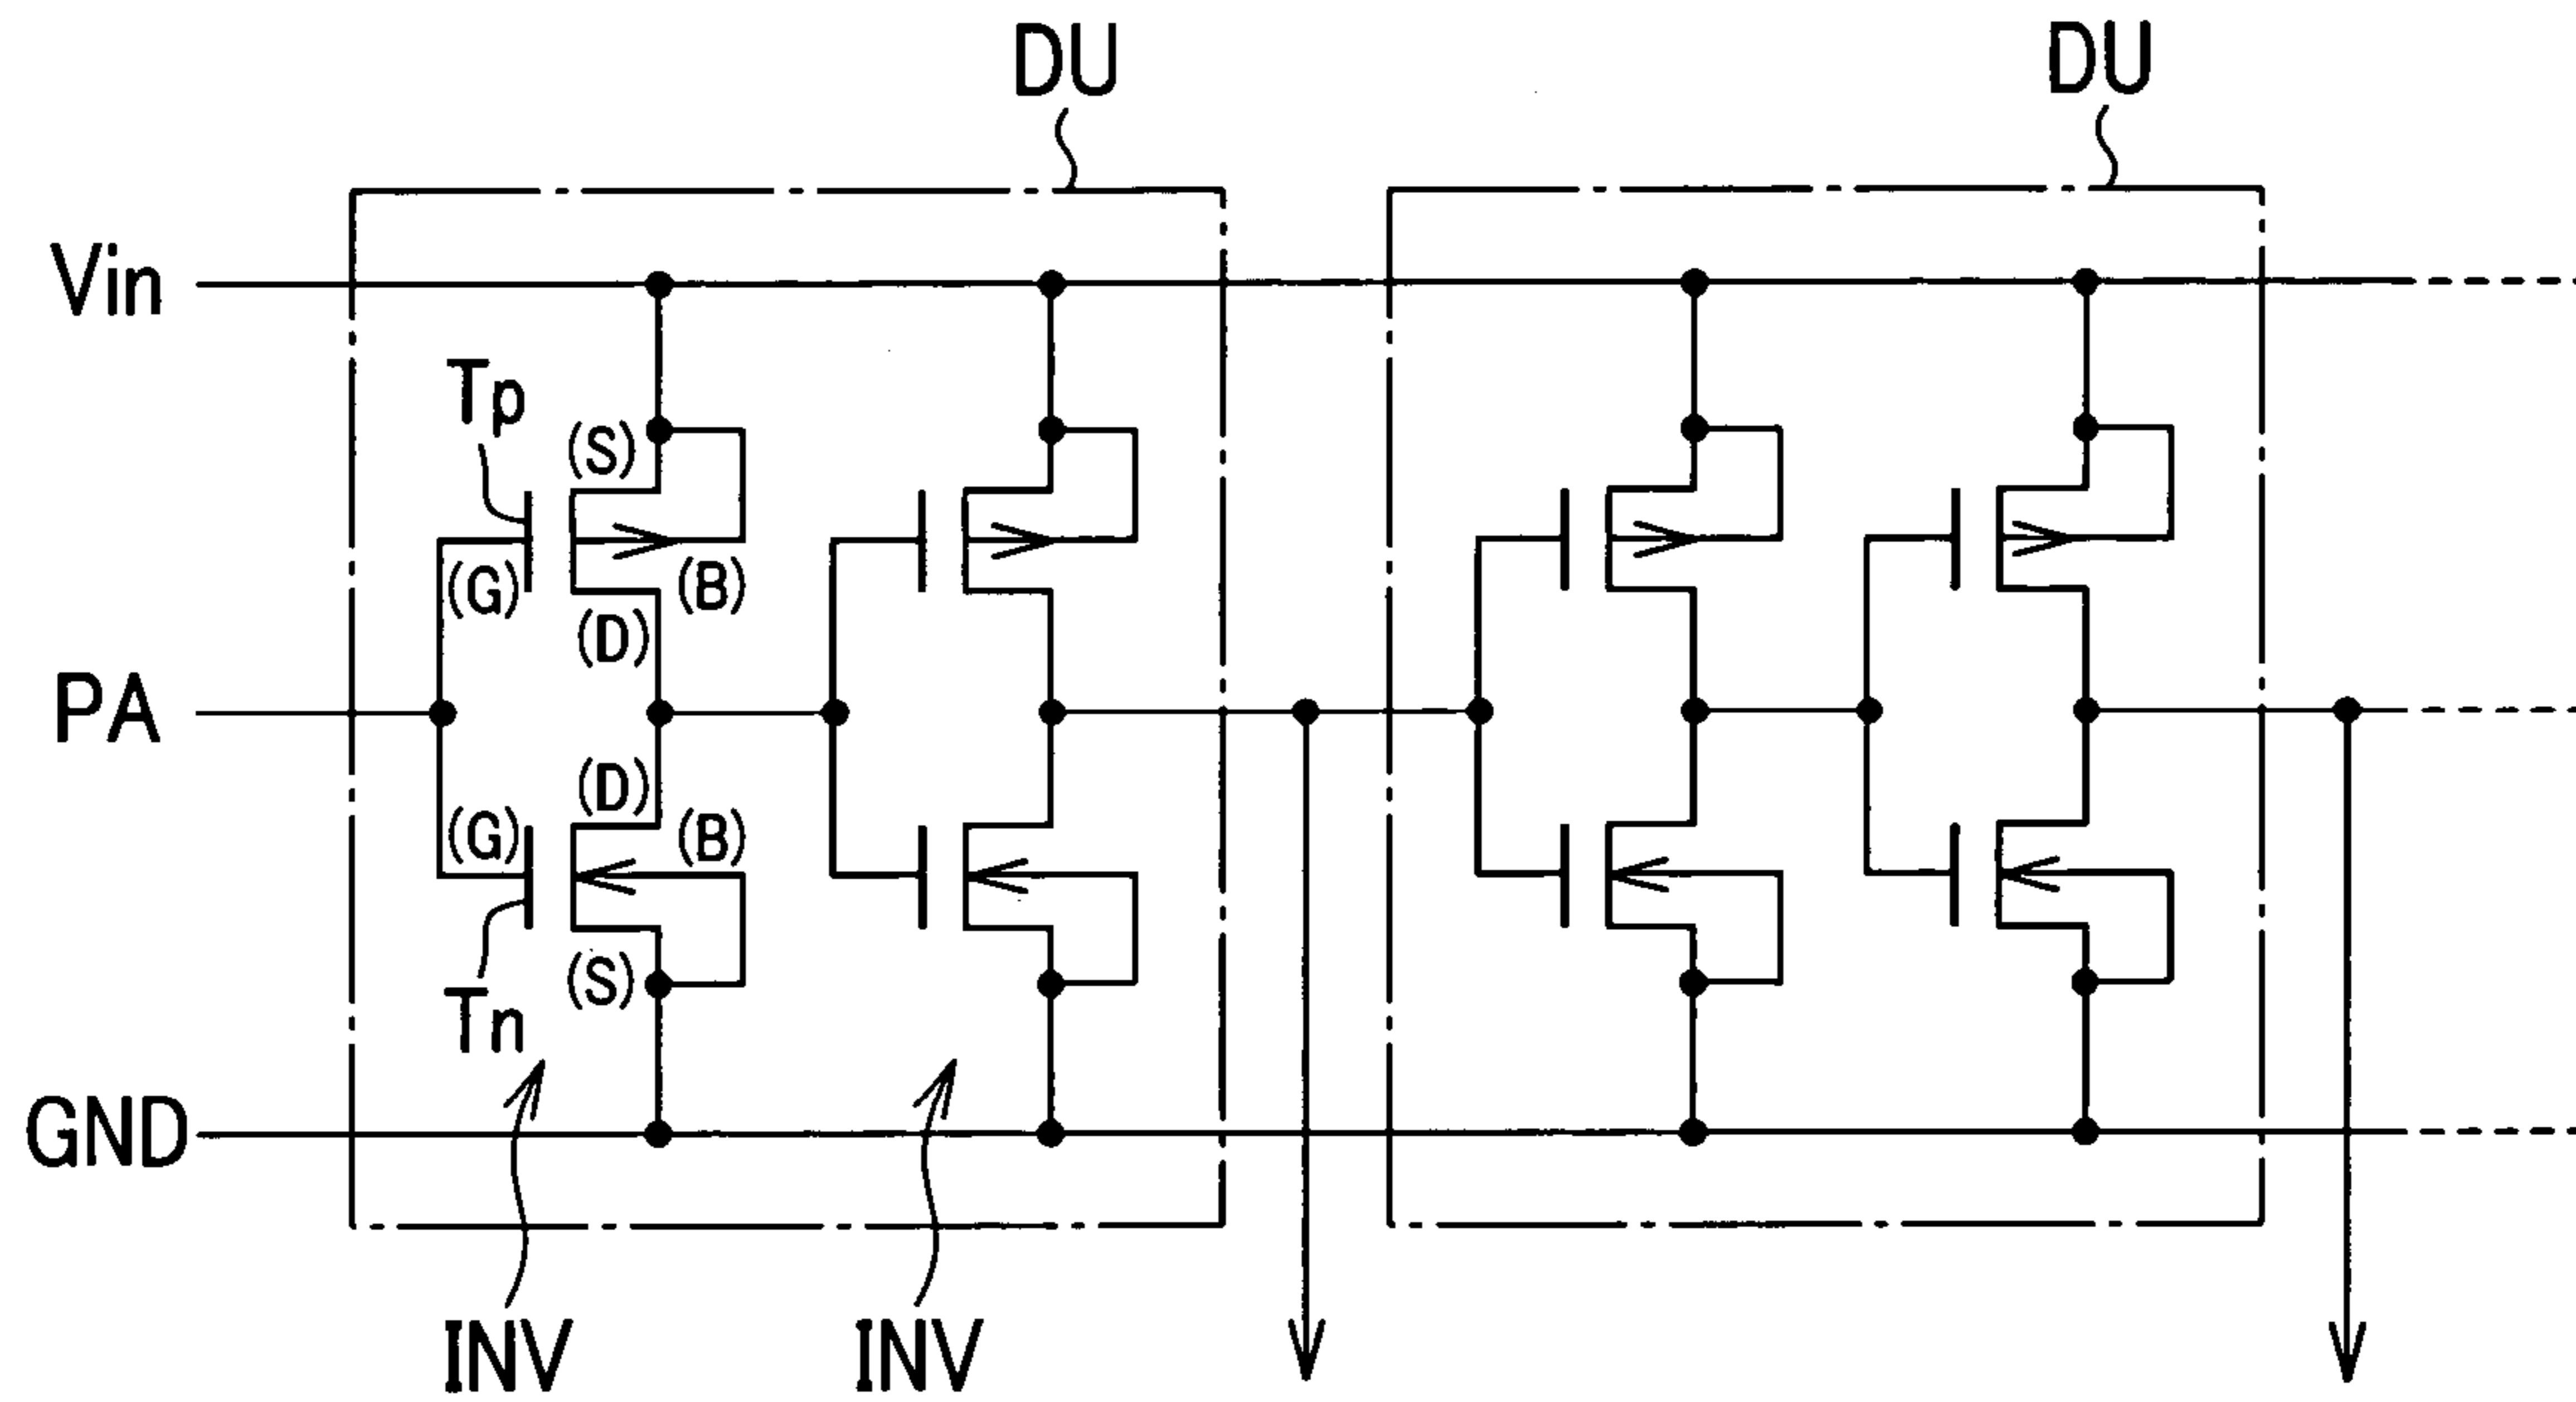 DU
DU
Vin
Tp
(S)
(G)
(B)
(D)
PA
(D)
(G)
(B)
(S)
Tn
GND
INV
INV